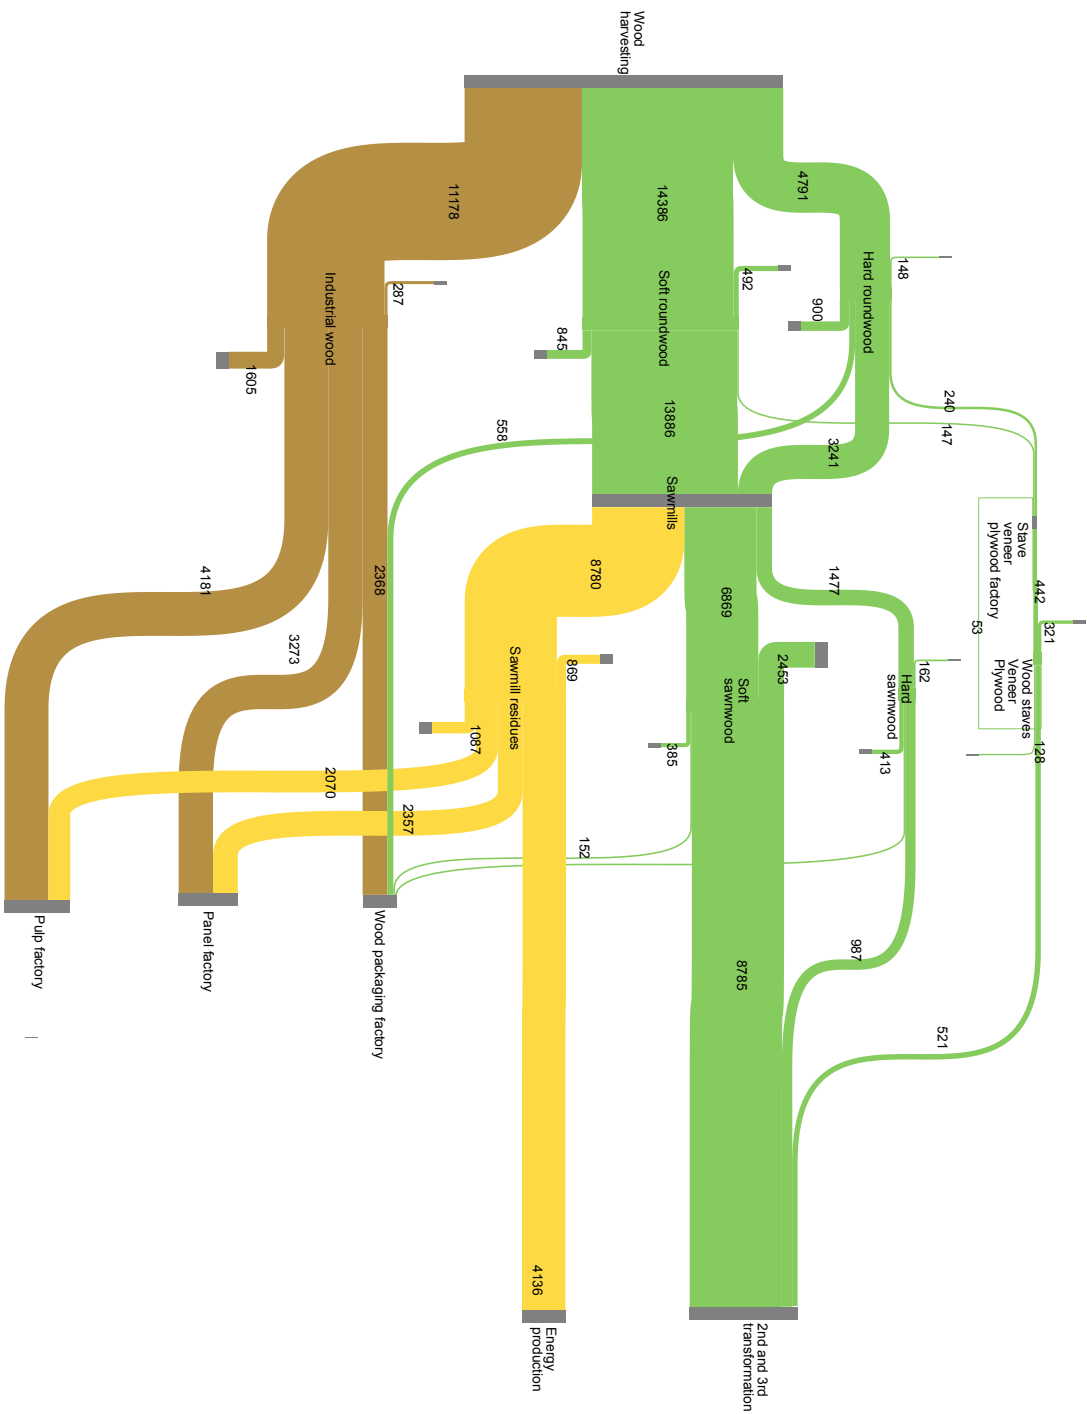 Wood
harvesting
4791
14386
11178
Hard roundwood
148
492
Soft roundwood
900
287
Industrial wood
845
1605
240
147
13886
558
3241
Sawmills
Stave
veneer
plywood factory
442
321
53
1477
2368
4181
8780
6869
3273
Wood staves
Veneer
Plywood
162
Hard
sawnwood
2453
Soft
sawnwood
869
Sawmill residues
128
413
385
1087
2070
2357
152
987
8785
521
Pulp factory
Panel factory
Wood packaging factory
4136
Energy
production
2nd and 3rd
transformation